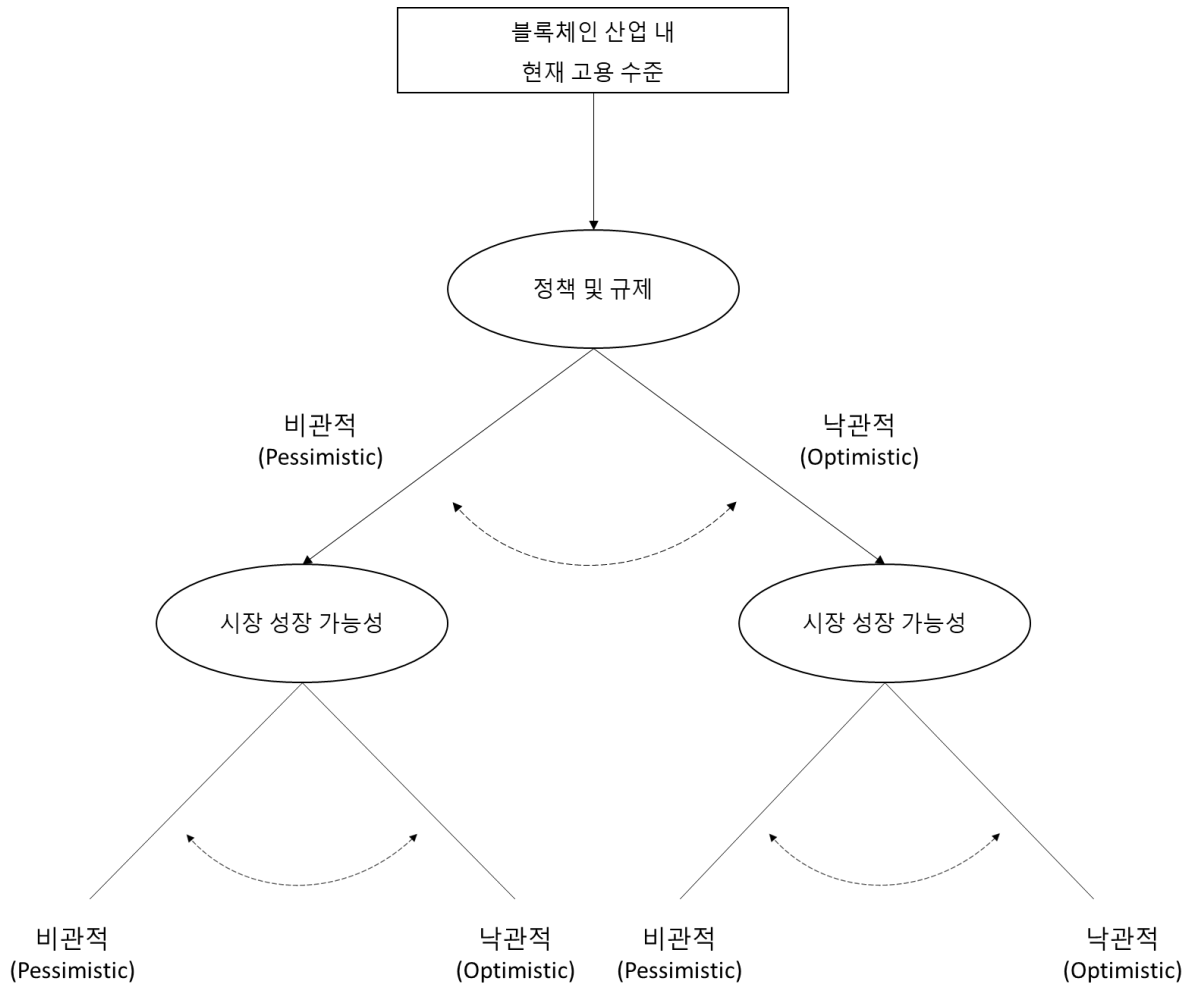 블록체인 산업 내
현재 고용 수준
정책 및 규제
비관적
(Pessimistic)
낙관적
(Optimistic)
시장 성장 가능성
시장 성장 가능성
비관적
(Pessimistic)
낙관적
(Optimistic)
비관적
(Pessimistic)
낙관적
(Optimistic)